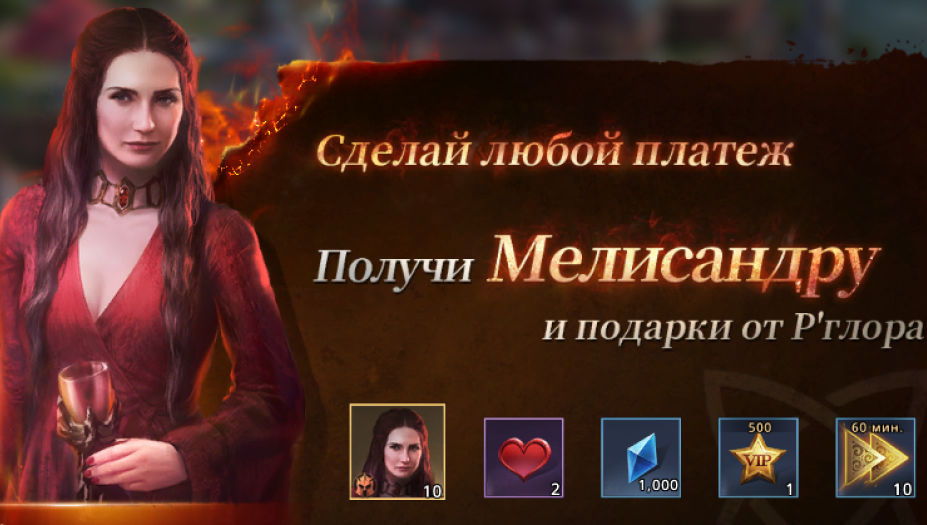 Сделай любой платеж
Получи Мелисандру
и подарки от Р'глора
10
2
1,000
500
VIP
1
60 мин.
10